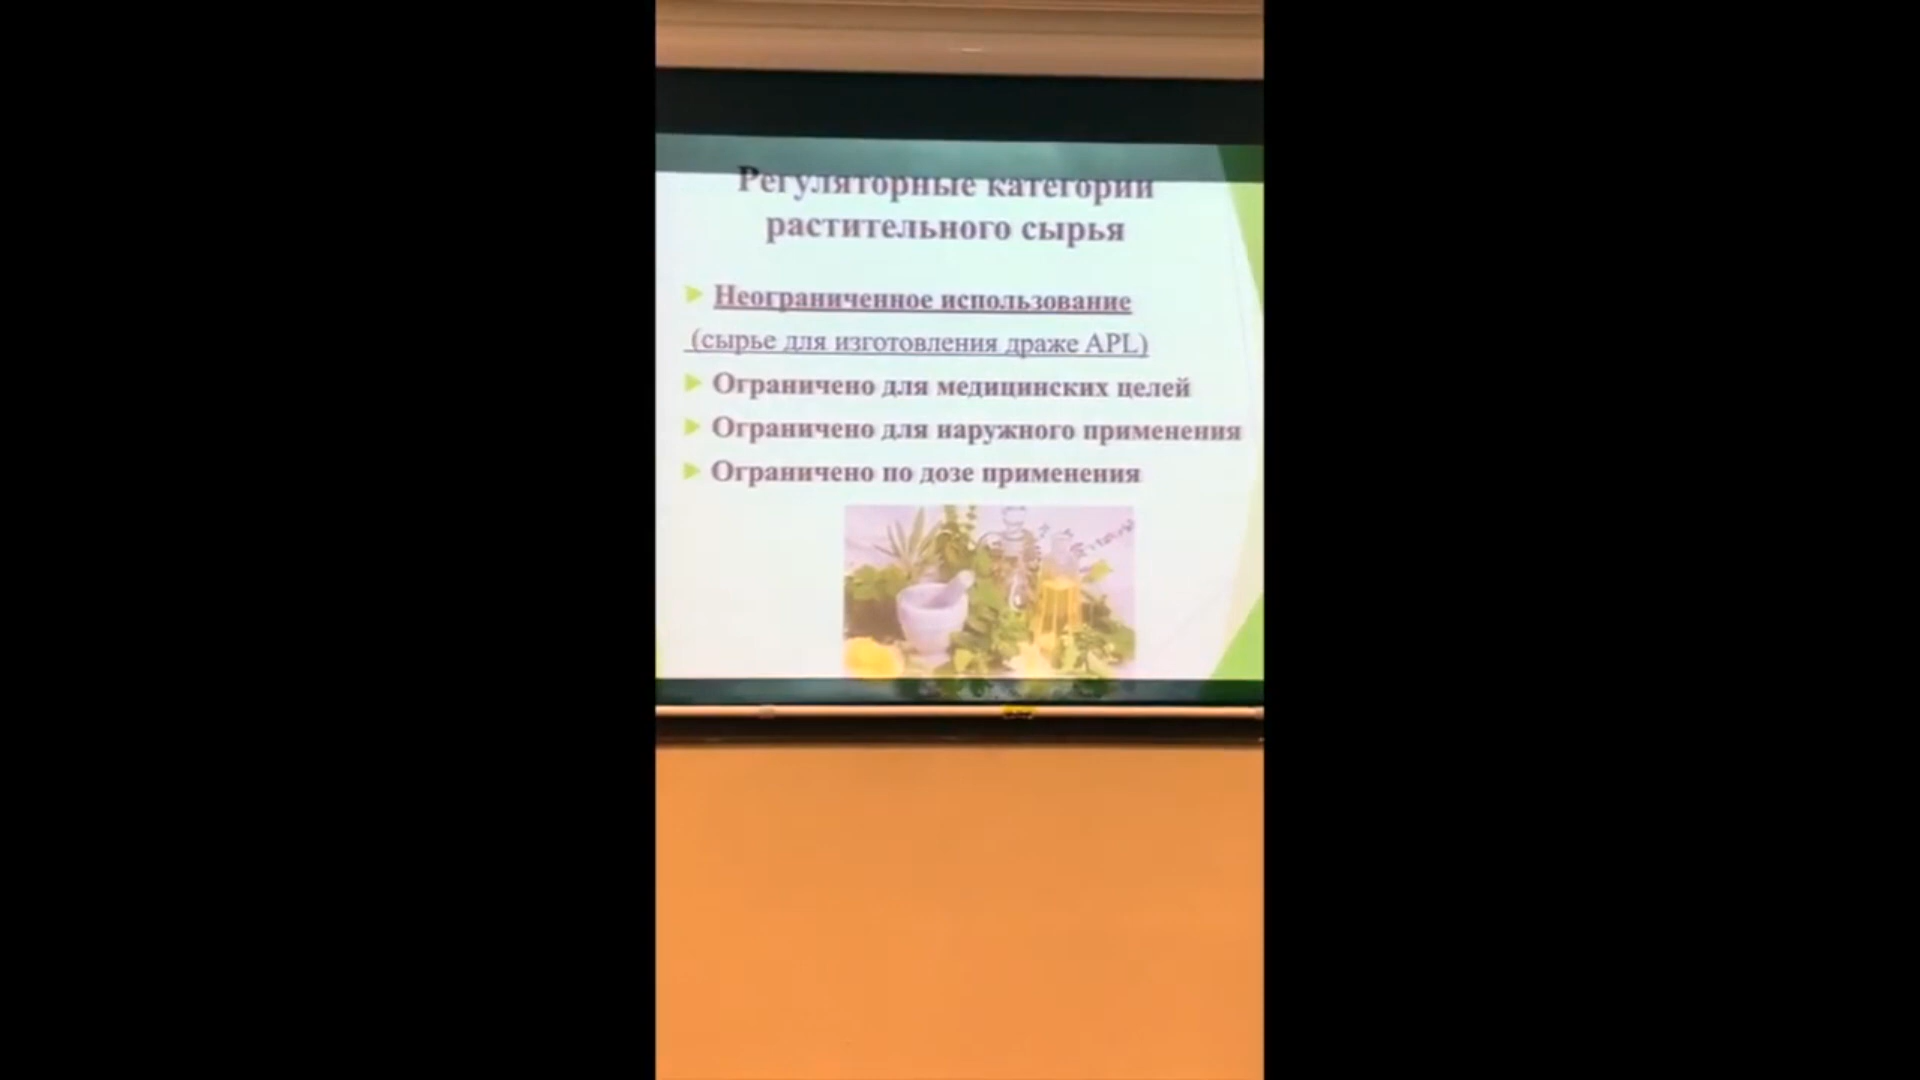 Регуляторные категории
растительного сырья
Неограниченное использование
(сырье для изготовления драже APL)
Ограничено для медицинских целей
Ограничено для наружного применения
Ограничено по дозе применения